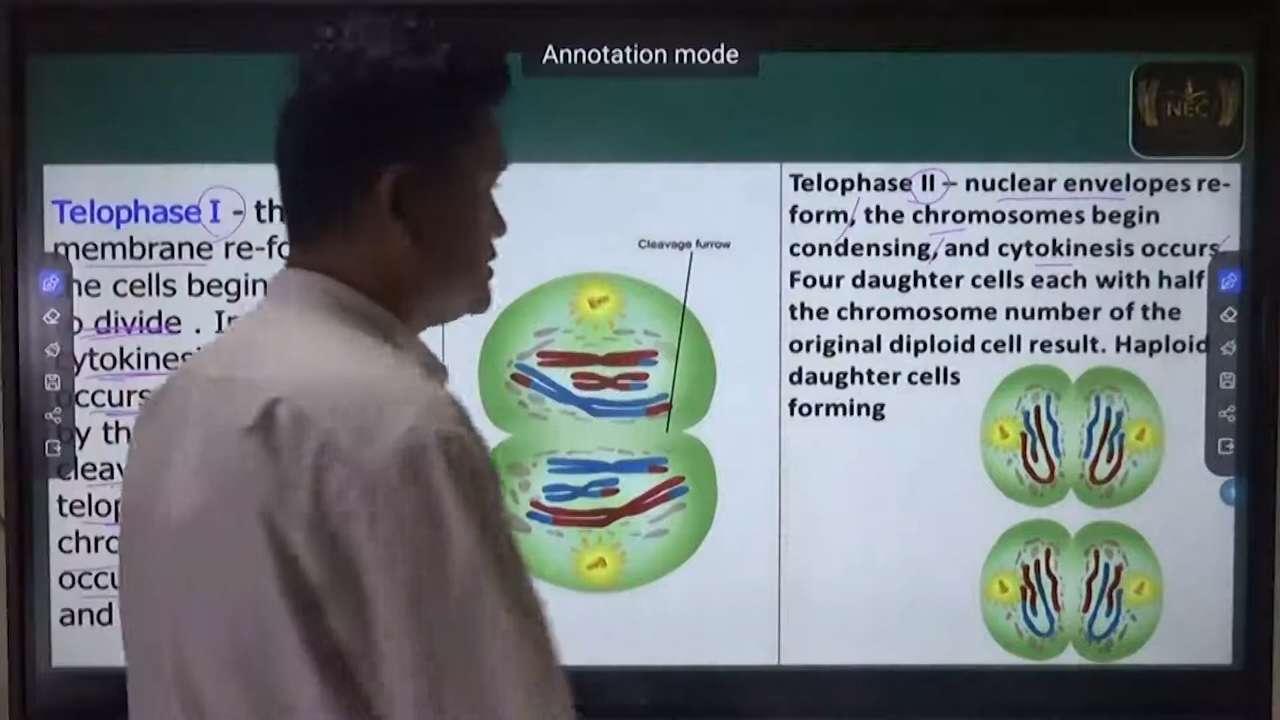 Annotation mode
NEC
Telophase I - th
membrane re-fo
he cells begin
o divide . In
ytokines
occurs
by th
cleav
telop
chro
occu
and
Cleavage furrow
Telophase II – nuclear envelopes re-
form, the chromosomes begin
condensing, and cytokinesis occurs.
Four daughter cells each with half
the chromosome number of the
original diploid cell result. Haploid
daughter cells
forming